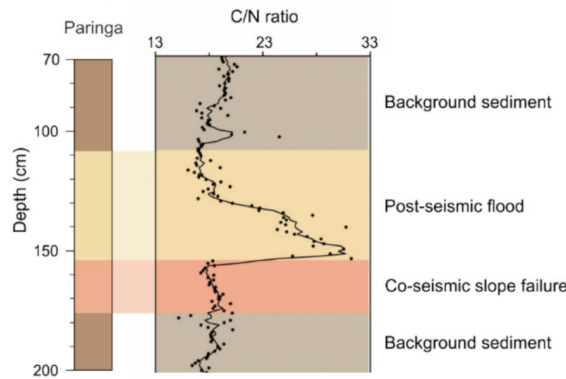 C/N ratio
Paringa
13 23 33
70
Background sediment
100
Depth (cm)
Post-seismic flood
150
Co-seismic slope failure
Background sediment
200